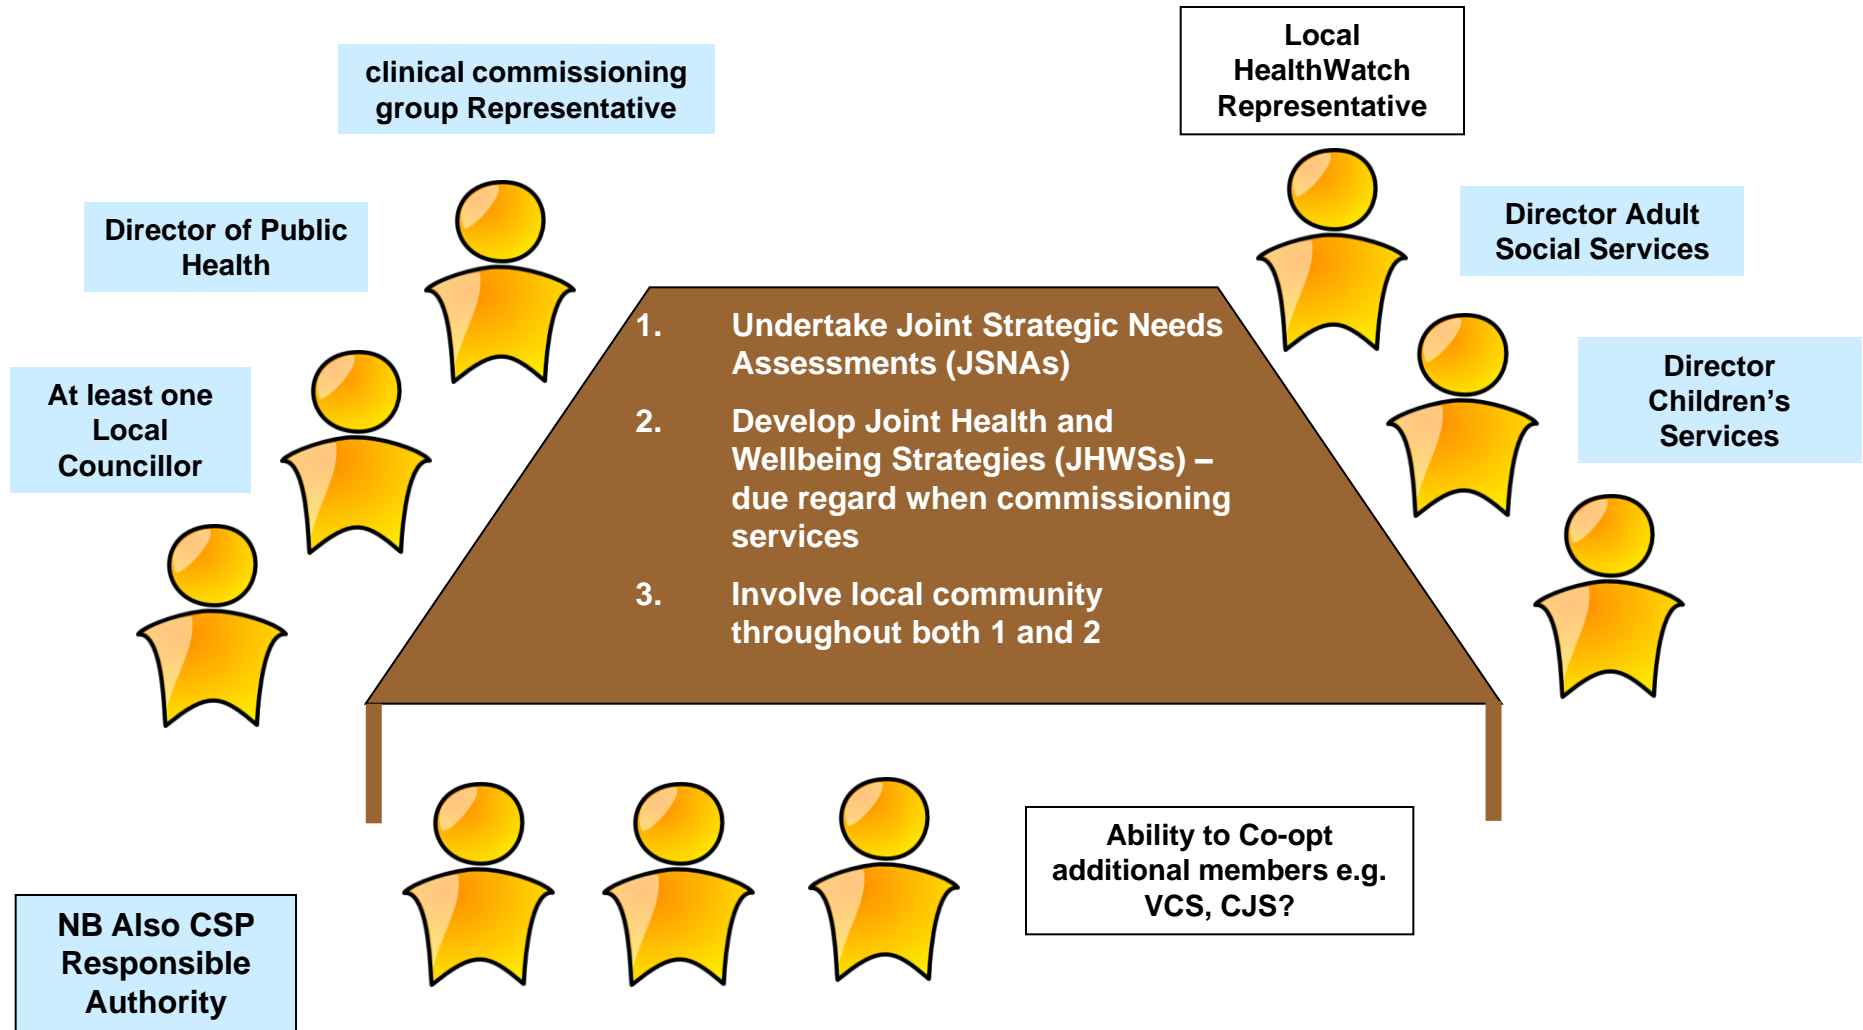 clinical commissioning
group Representative
Local
HealthWatch
Representative
Director of Public
Health
Director Adult
Social Services
At least one
Local
Councillor
Director
Children's
Services
1. Undertake Joint Strategic Needs
Assessments (JSNAs)
2. Develop Joint Health and
Wellbeing Strategies (JHWSs) –
due regard when commissioning
services
3. Involve local community
throughout both 1 and 2
Ability to Co-opt
additional members e.g.
VCS, CJS?
NB Also CSP
Responsible
Authority